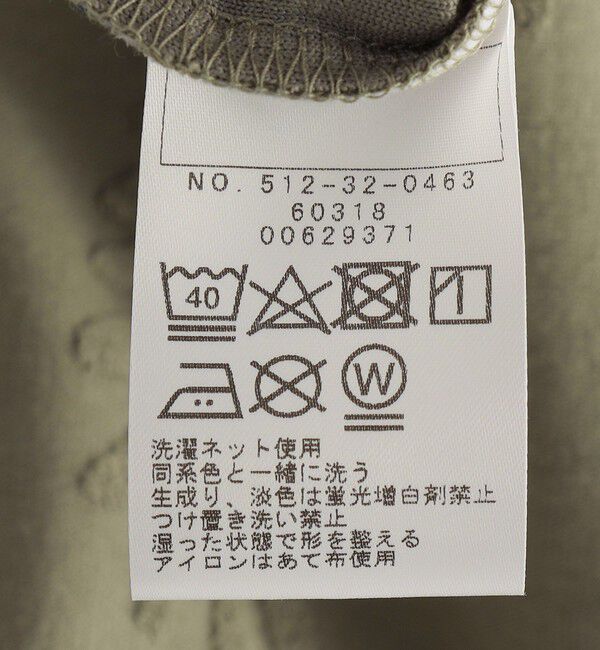 NO. 512-32-0463
60318
00629371
40
W
洗濯ネット使用
同系色と一緒に洗う
生成り、淡色は蛍光増白剤禁止
つけ置き洗い禁止
湿った状態で形を整える
アイロンはあて布使用